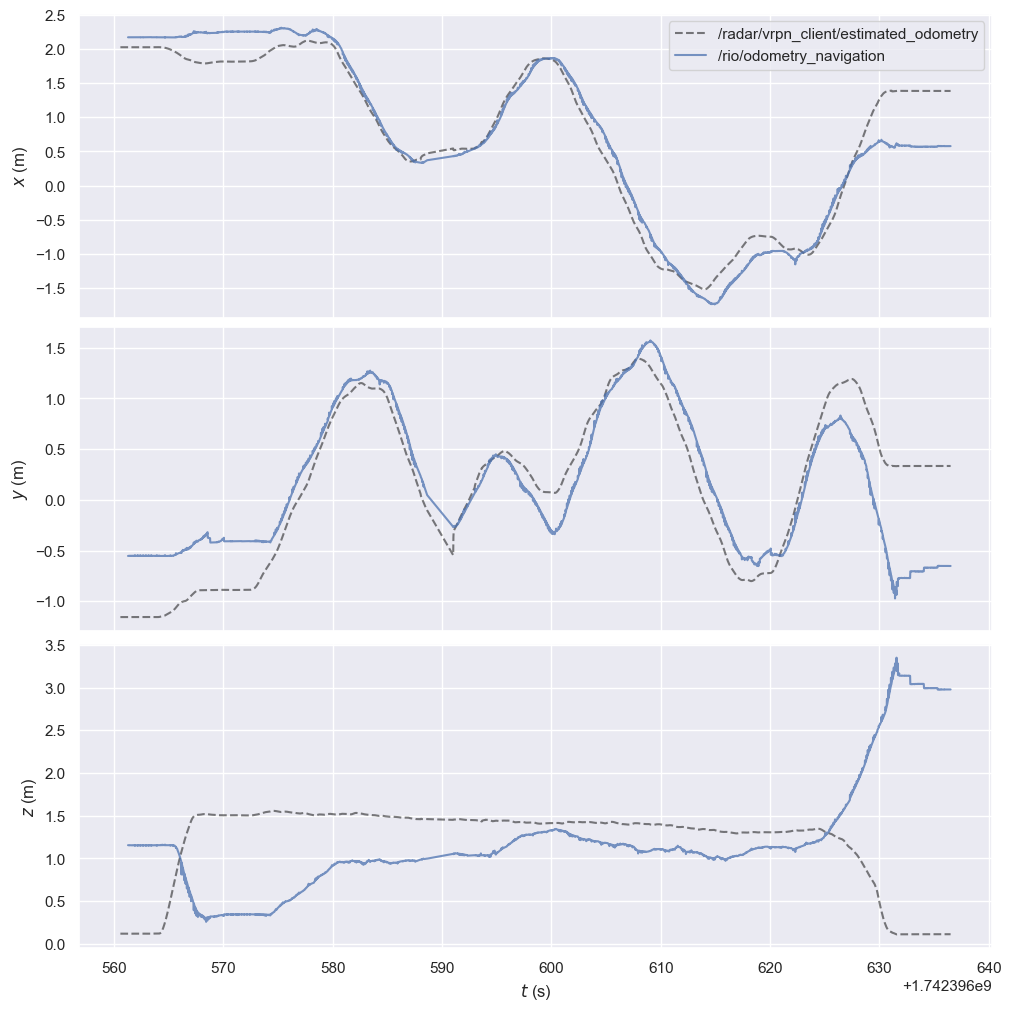 2.5
2.0
1.5
1.0
0.5
0.0
−0.5
−1.0
−1.5
x (m)
/radar/vrpn_client/estimated_odometry
/rio/odometry_navigation
1.5
1.0
0.5
0.0
−0.5
−1.0
y (m)
3.5
3.0
2.5
2.0
1.5
1.0
0.5
0.0
z (m)
560 570 580 590 600 610 620 630 640
t (s)
+1.742396e9